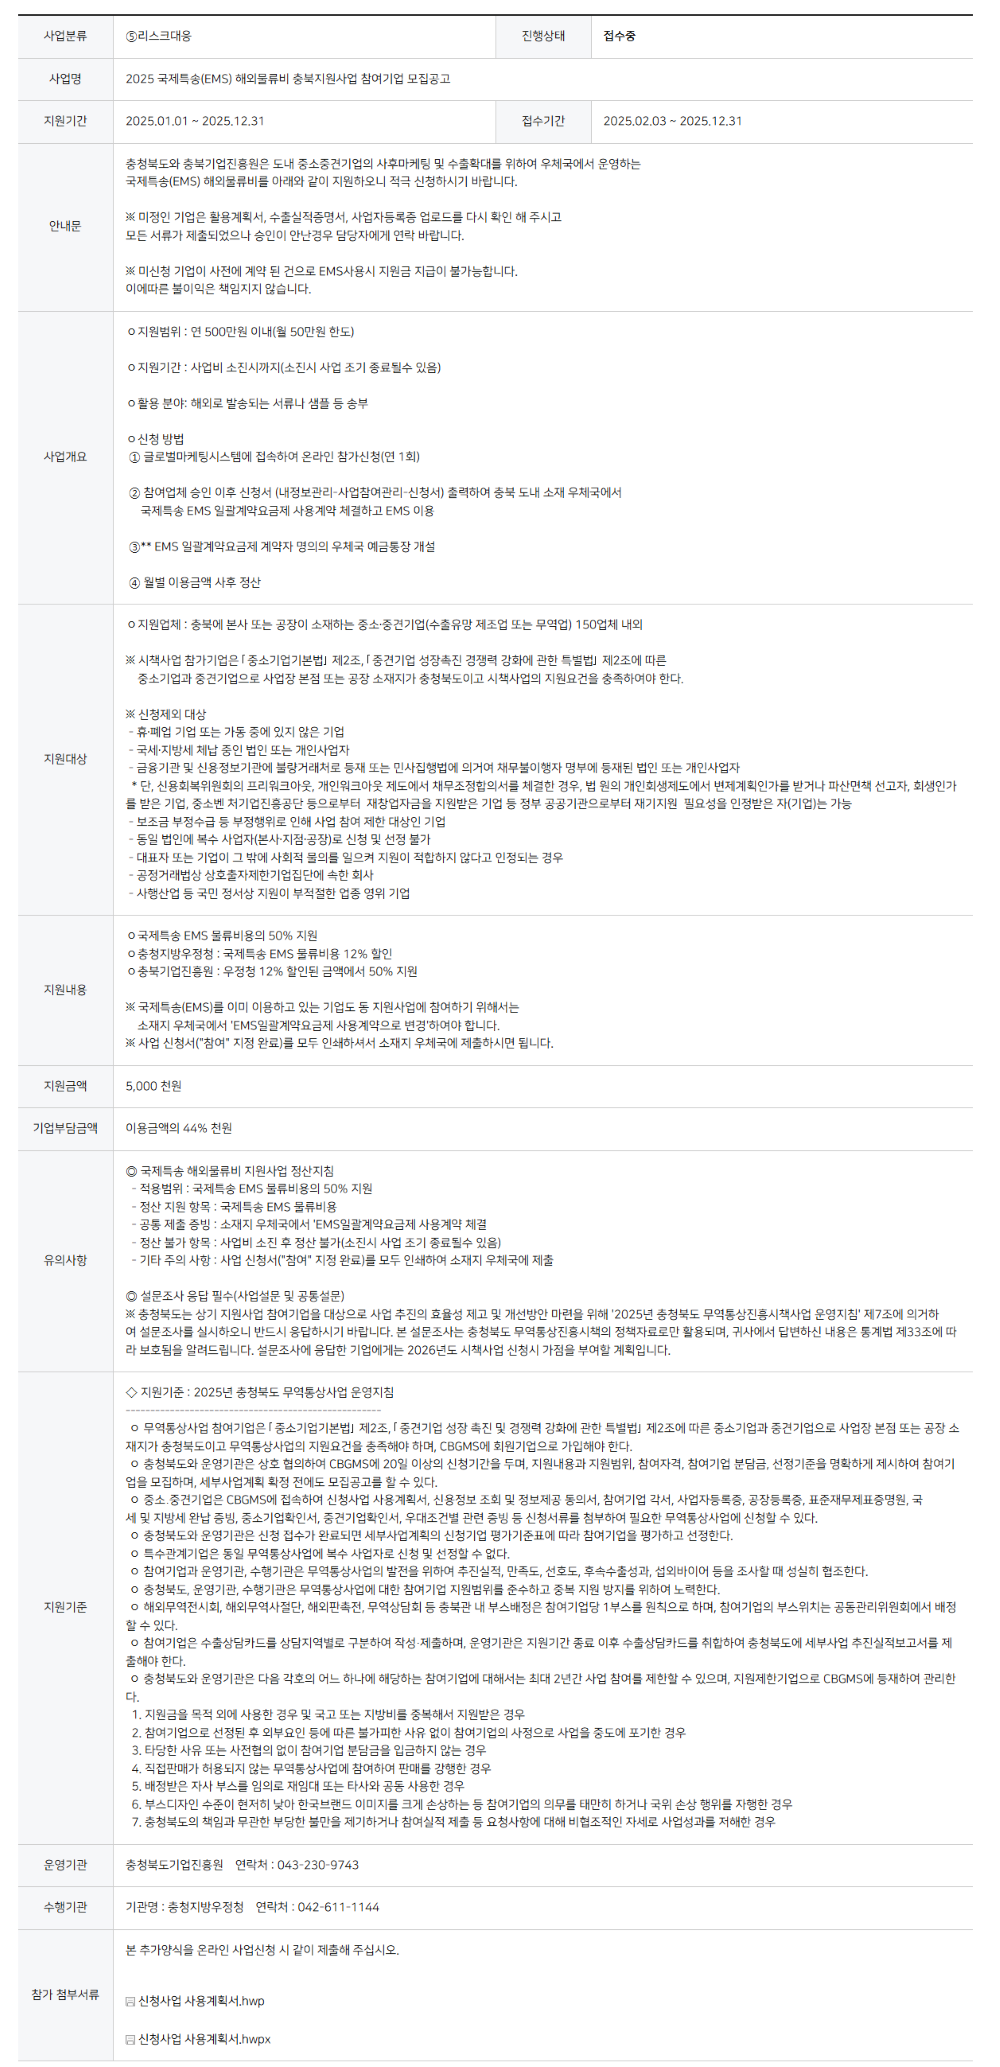 사업분류 ⑤리스크대응 진행상태 접수중
사업명 2025 국제특송(EMS) 해외물류비 충북지원사업 참여기업 모집공고
지원기간 2025.01.01 ~ 2025.12.31 접수기간 2025.02.03 ~ 2025.12.31
안내문
충청북도와 충북기업진흥원은 도내 중소중견기업의 사후마케팅 및 수출확대를 위하여 우체국에서 운영하는
국제특송(EMS) 해외물류비를 아래와 같이 지원하오니 적극 신청하시기 바랍니다.
※ 미정인 기업은 활용계획서, 수출실적증명서, 사업자등록증 업로드를 다시 확인 해 주시고
모든 서류가 제출되었으나 승인이 안난경우 담당자에게 연락 바랍니다.
※ 미신청 기업이 사전에 계약 된 건으로 EMS사용시 지원금 지급이 불가능합니다.
이에따른 불이익은 책임지지 않습니다.
사업개요
ㅇ지원범위 : 연 500만원 이내(월 50만원 한도)
ㅇ지원기간 : 사업비 소진시까지(소진시 사업 조기 종료될수 있음)
ㅇ활용 분야: 해외로 발송되는 서류나 샘플 등 송부
ㅇ신청 방법
① 글로벌마케팅시스템에 접속하여 온라인 참가신청(연 1회)
② 참여업체 승인 이후 신청서 (내정보관리-사업참여관리-신청서) 출력하여 충북 도내 소재 우체국에서
국제특송 EMS 일괄계약요금제 사용계약 체결하고 EMS 이용
③** EMS 일괄계약요금제 계약자 명의의 우체국 예금통장 개설
④ 월별 이용금액 사후 정산
지원대상
ㅇ지원업체 : 충북에 본사 또는 공장이 소재하는 중소·중견기업(수출유망 제조업 또는 무역업) 150업체 내외
※ 시책사업 참가기업은 「중소기업기본법」 제2조, 「중견기업 성장촉진 경쟁력 강화에 관한 특별법」 제2조에 따른
중소기업과 중견기업으로 사업장 본점 또는 공장 소재지가 충청북도이고 시책사업의 지원요건을 충족하여야 한다.
※ 신청제외 대상
- 휴·폐업 기업 또는 가동 중에 있지 않은 기업
- 국세·지방세 체납 중인 법인 또는 개인사업자
- 금융기관 및 신용정보기관에 불량거래처로 등재 또는 민사집행법에 의거여 채무불이행자 명부에 등재된 법인 또는 개인사업자
* 단, 신용회복위원회의 프리워크아웃, 개인워크아웃 제도에서 채무조정합의서를 체결한 경우, 법 원의 개인회생제도에서 변제계획인가를 받거나 파산면책 선고자, 회생인가
를 받은 기업, 중소벤 처기업진흥공단 등으로부터 재창업자금을 지원받은 기업 등 정부 공공기관으로부터 재기지원 필요성을 인정받은 자(기업)는 가능
- 보조금 부정수급 등 부정행위로 인해 사업 참여 제한 대상인 기업
- 동일 법인에 복수 사업자(본사·지점·공장)로 신청 및 선정 불가
- 대표자 또는 기업이 그 밖에 사회적 물의를 일으켜 지원이 적합하지 않다고 인정되는 경우
- 공정거래법상 상호출자제한기업집단에 속한 회사
- 사행산업 등 국민 정서상 지원이 부적절한 업종 영위 기업
지원내용
ㅇ국제특송 EMS 물류비용의 50% 지원
ㅇ충청지방우정청 : 국제특송 EMS 물류비용 12% 할인
ㅇ충북기업진흥원 : 우정청 12% 할인된 금액에서 50% 지원
※ 국제특송(EMS)를 이미 이용하고 있는 기업도 동 지원사업에 참여하기 위해서는
소재지 우체국에서 'EMS일괄계약요금제 사용계약으로 변경'하여야 합니다.
※ 사업 신청서("참여" 지정 완료)를 모두 인쇄하셔서 소재지 우체국에 제출하시면 됩니다.
지원금액 5,000 천원
기업부담금액 이용금액의 44% 천원
유의사항
◎ 국제특송 해외물류비 지원사업 정산지침
- 적용범위 : 국제특송 EMS 물류비용의 50% 지원
- 정산 지원 항목 : 국제특송 EMS 물류비용
- 공통 제출 증빙 : 소재지 우체국에서 'EMS일괄계약요금제 사용계약 체결
- 정산 불가 항목 : 사업비 소진 후 정산 불가(소진시 사업 조기 종료될수 있음)
- 기타 주의 사항 : 사업 신청서("참여" 지정 완료)를 모두 인쇄하여 소재지 우체국에 제출
◎ 설문조사 응답 필수(사업설문 및 공통설문)
※ 충청북도는 상기 지원사업 참여기업을 대상으로 사업 추진의 효율성 제고 및 개선방안 마련을 위해 '2025년 충청북도 무역통상진흥시책사업 운영지침' 제7조에 의거하
여 설문조사를 실시하오니 반드시 응답하시기 바랍니다. 본 설문조사는 충청북도 무역통상진흥시책의 정책자료로만 활용되며, 귀사에서 답변하신 내용은 통계법 제33조에 따
라 보호됨을 알려드립니다. 설문조사에 응답한 기업에게는 2026년도 시책사업 신청시 가점을 부여할 계획입니다.
지원기준
◇ 지원기준 : 2025년 충청북도 무역통상사업 운영지침
----------------------------------------------------
ㅇ 무역통상사업 참여기업은 「중소기업기본법」 제2조, 「중견기업 성장 촉진 및 경쟁력 강화에 관한 특별법」 제2조에 따른 중소기업과 중견기업으로 사업장 본점 또는 공장 소
재지가 충청북도이고 무역통상사업의 지원요건을 충족해야 하며, CBGMS에 회원기업으로 가입해야 한다.
ㅇ 충청북도와 운영기관은 상호 협의하여 CBGMS에 20일 이상의 신청기간을 두며, 지원내용과 지원범위, 참여자격, 참여기업 분담금, 선정기준을 명확하게 제시하여 참여기
업을 모집하며, 세부사업계획 확정 전에도 모집공고를 할 수 있다.
ㅇ 중소.중견기업은 CBGMS에 접속하여 신청사업 사용계획서, 신용정보 조회 및 정보제공 동의서, 참여기업 각서, 사업자등록증, 공장등록증, 표준재무제표증명원, 국
세 및 지방세 완납 증빙, 중소기업확인서, 중견기업확인서, 우대조건별 관련 증빙 등 신청서류를 첨부하여 필요한 무역통상사업에 신청할 수 있다.
ㅇ 충청북도와 운영기관은 신청 접수가 완료되면 세부사업계획의 신청기업 평가기준표에 따라 참여기업을 평가하고 선정한다.
ㅇ 특수관계기업은 동일 무역통상사업에 복수 사업자로 신청 및 선정할 수 없다.
ㅇ 참여기업과 운영기관, 수행기관은 무역통상사업의 발전을 위하여 추진실적, 만족도, 선호도, 후속수출성과, 섭외바이어 등을 조사할 때 성실히 협조한다.
ㅇ 충청북도, 운영기관, 수행기관은 무역통상사업에 대한 참여기업 지원범위를 준수하고 중복 지원 방지를 위하여 노력한다.
ㅇ 해외무역전시회, 해외무역사절단, 해외판촉전, 무역상담회 등 충북관 내 부스배정은 참여기업당 1부스를 원칙으로 하며, 참여기업의 부스위치는 공동관리위원회에서 배정
할 수 있다.
ㅇ 참여기업은 수출상담카드를 상담지역별로 구분하여 작성·제출하며, 운영기관은 지원기간 종료 이후 수출상담카드를 취합하여 충청북도에 세부사업 추진실적보고서를 제
출해야 한다.
ㅇ 충청북도와 운영기관은 다음 각호의 어느 하나에 해당하는 참여기업에 대해서는 최대 2년간 사업 참여를 제한할 수 있으며, 지원제한기업으로 CBGMS에 등재하여 관리한
다.
1. 지원금을 목적 외에 사용한 경우 및 국고 또는 지방비를 중복해서 지원받은 경우
2. 참여기업으로 선정된 후 외부요인 등에 따른 불가피한 사유 없이 참여기업의 사정으로 사업을 중도에 포기한 경우
3. 타당한 사유 또는 사전협의 없이 참여기업 분담금을 입금하지 않는 경우
4. 직접판매가 허용되지 않는 무역통상사업에 참여하여 판매를 강행한 경우
5. 배정받은 자사 부스를 임의로 재임대 또는 타사와 공동 사용한 경우
6. 부스디자인 수준이 현저히 낮아 한국브랜드 이미지를 크게 손상하는 등 참여기업의 의무를 태만히 하거나 국위 손상 행위를 자행한 경우
7. 충청북도의 책임과 무관한 부당한 불만을 제기하거나 참여실적 제출 등 요청사항에 대해 비협조적인 자세로 사업성과를 저해한 경우
운영기관 충청북도기업진흥원 연락처 : 043-230-9743
수행기관 기관명 : 충청지방우정청 연락처 : 042-611-1144
참가 첨부서류
본 추가양식을 온라인 사업신청 시 같이 제출해 주십시오.
신청사업 사용계획서.hwp
신청사업 사용계획서.hwpx